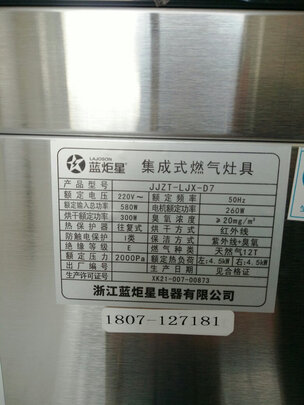 LAJOSON
蓝炬星 集成式燃气灶具
产品型号 JJZT-LJX-D7
额定电压 220V~ 额定频率 50Hz
额定输入总功率 580W 电机额定功率 260W
烘干额定功率 300W 臭氧浓度 ≥20mg/m³
热保护器 往复式 烘干方式 红外线
防触电保护 I类 消毒方式 紫外线+臭氧
绝缘等级 E 燃气种类 天然气12T
额定压力 2000Pa 额定热负荷 左:4.5kW 右:4.5kW
出厂编号 生产日期 见合格证
生产许可证号 XK21-007-00873
浙江蓝炬星电器有限公司
1807-127181